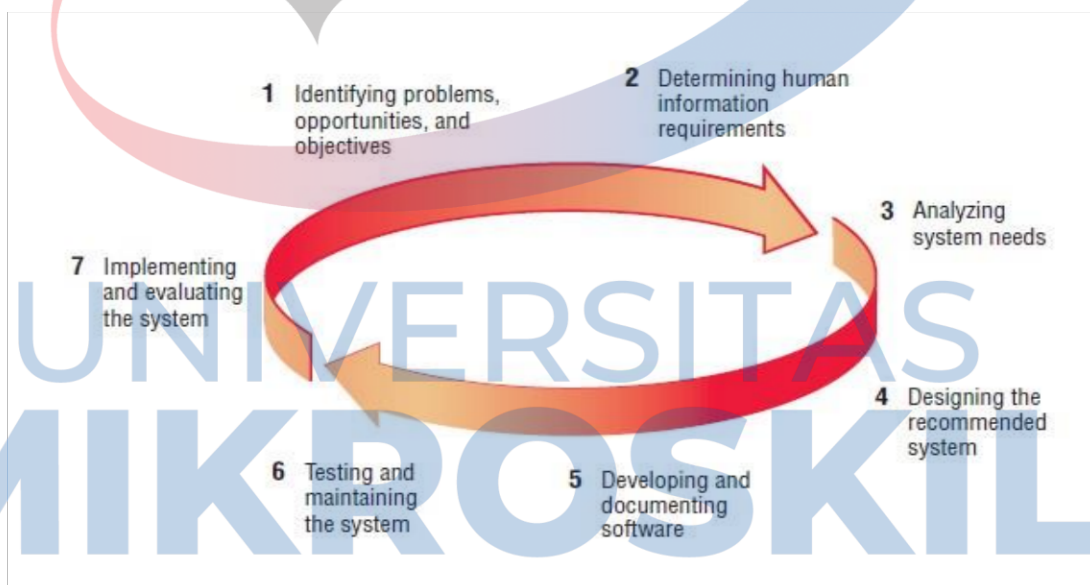 1 Identifying problems,
opportunities, and
objectives
2 Determining human
information
requirements
3 Analyzing
system needs
4 Designing the
recommended
system
5 Developing and
documenting
software
6 Testing and
maintaining
the system
7 Implementing
and evaluating
the system
UNIVERSITAS
MIKROSKIL